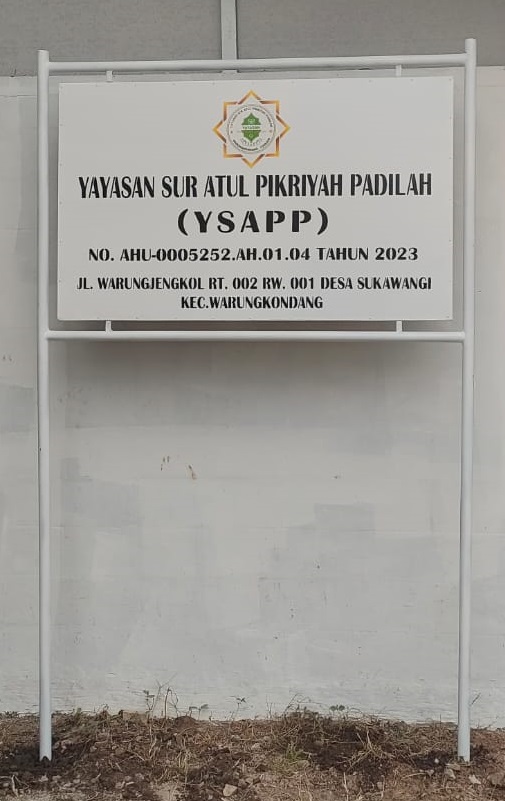 YAYASAN SUR ATUL PIKRIYAH PADILAH
(YSAPP)
NO. AHU-0005252.AH.01.04 TAHUN 2023
JL. WARUNGJENGKOL RT. 002 RW. 001 DESA SUKAWANGI
KEC.WARUNGKONDANG